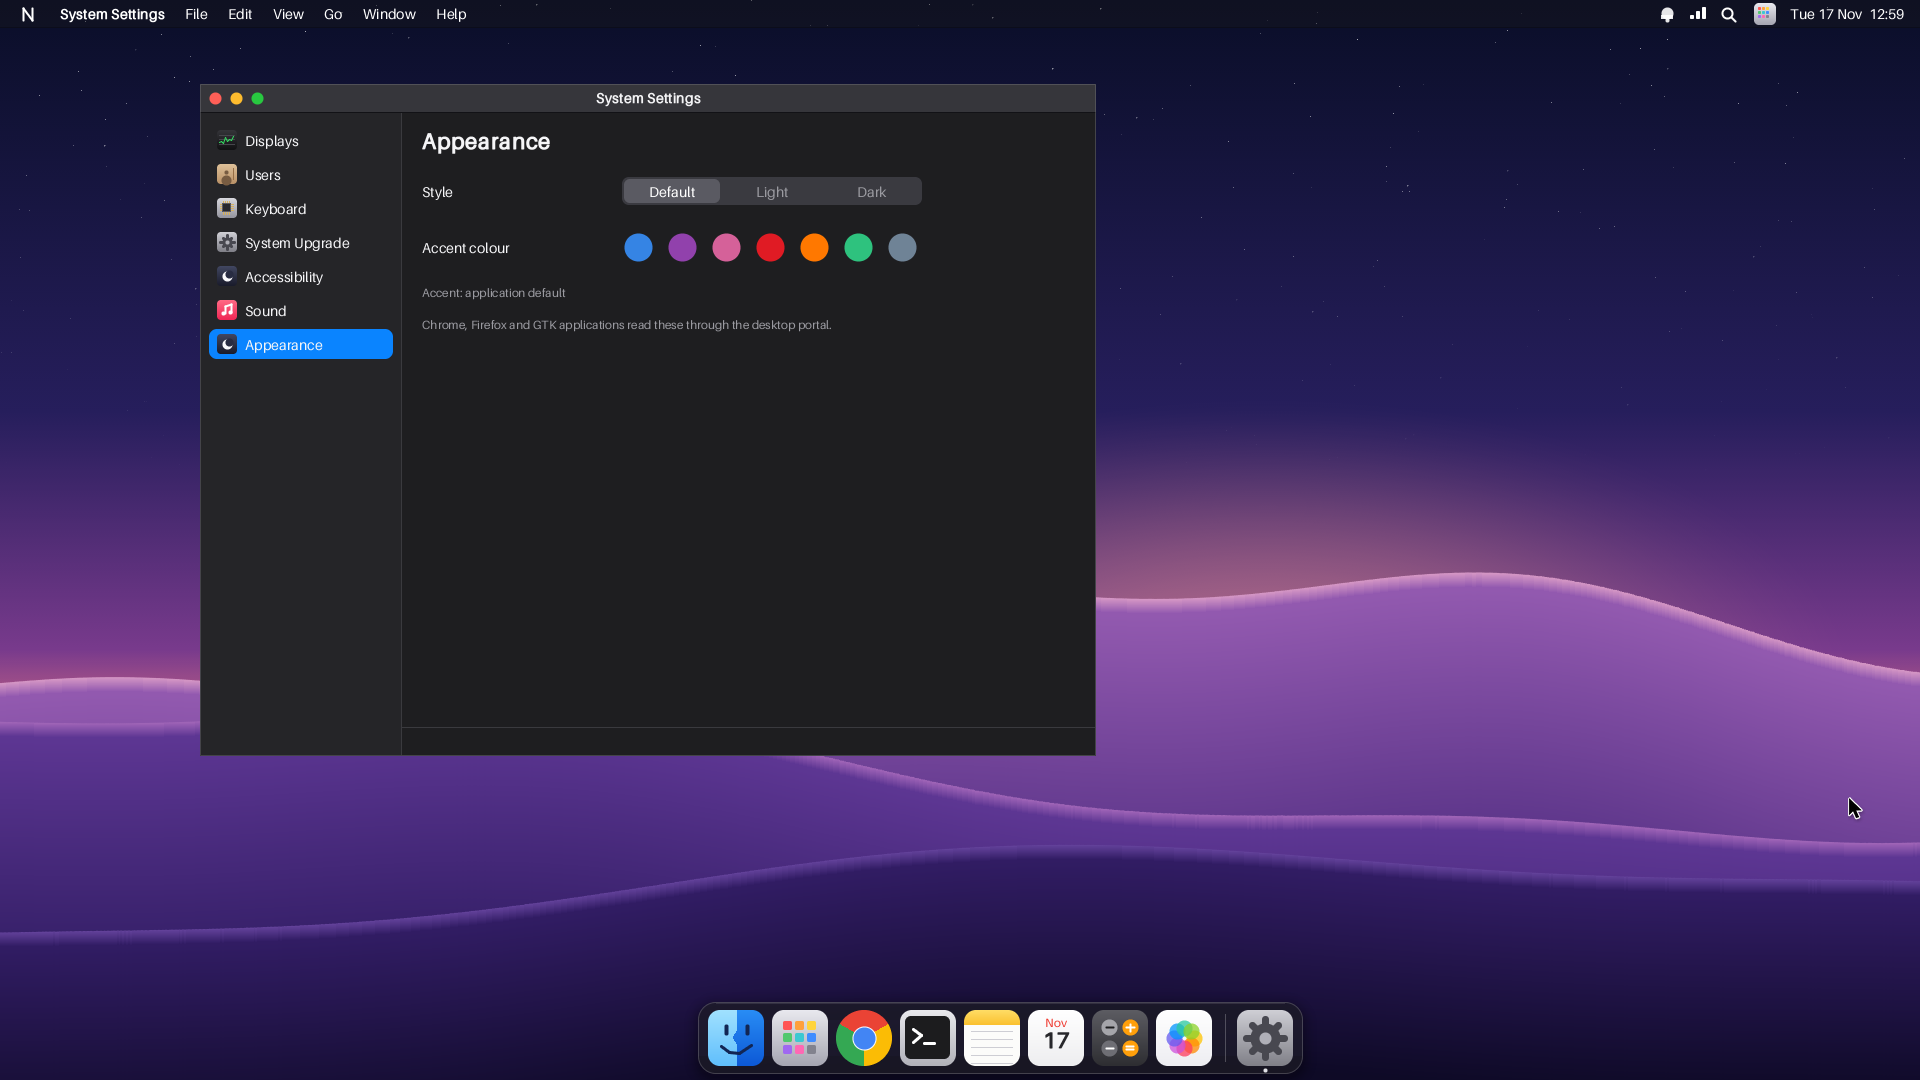 System Settings File Edit View Go Window Help
Tue 17 Nov 12:59
System Settings
Displays
Users
Keyboard
System Upgrade
Accessibility
Sound
Appearance
Appearance
Style Default Light Dark
Accent colour
Accent: application default
Chrome, Firefox and GTK applications read these through the desktop portal.
Nov
17